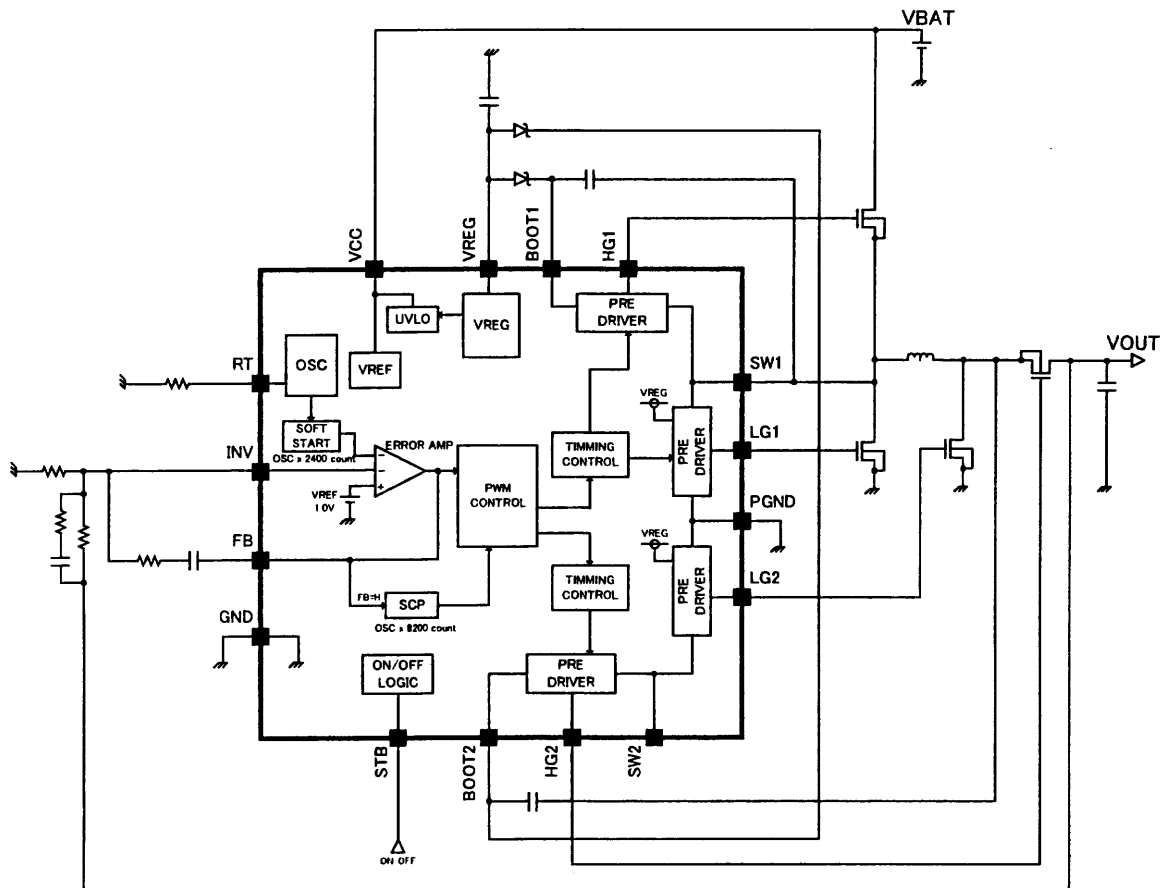 VBAT
VCC
VREG
BOOT1
HG1
PRE
DRIVER
UVLO
VREG
VREF
OSC
RT
SW1
VOUT
VREG
SOFT
START
OSC x 2400 count
ERROR AMP
INV
TIMMING
CONTROL
PRE
DRIVER
LG1
PWM
CONTROL
VREF
1.0V
PGND
VREG
FB
TIMMING
CONTROL
PRE
DRIVER
LG2
FB=H
SCP
OSC x 8200 count
GND
ON/OFF
LOGIC
PRE
DRIVER
STB
BOOT2
HG2
SW2
ON OFF